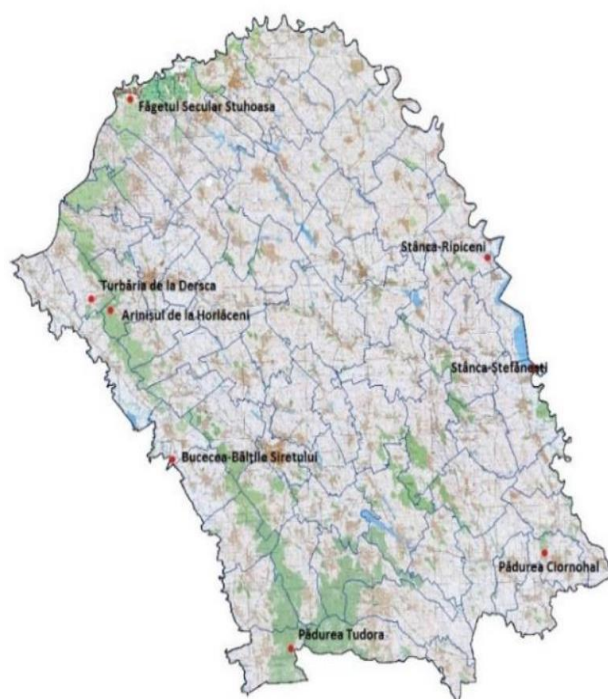 Făgetul Secular Stuhoasa
Stânca-Ripiceni
Turbăria de la Dersca
Arinișul de la Horlăceni
Stânca-Ștefănești
Bucecea-Bălțile Siretului
Pădurea Ciornohal
Pădurea Tudora